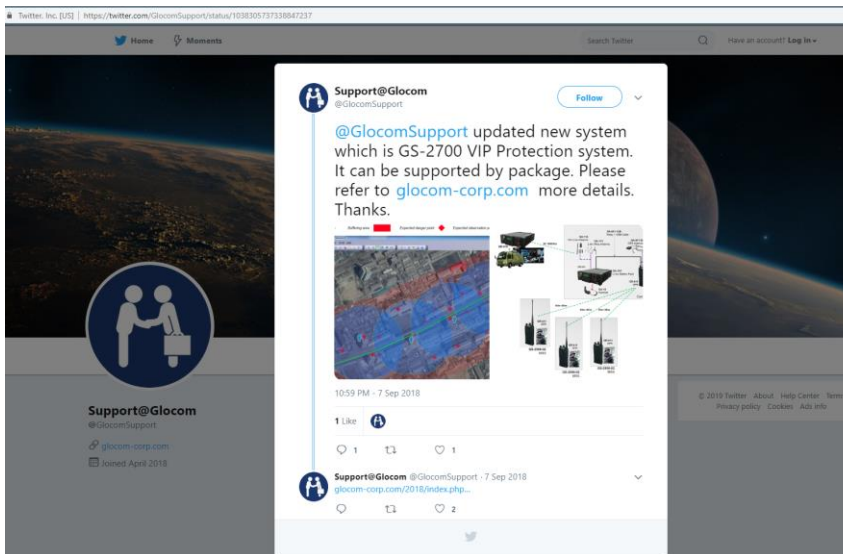 Twitter, Inc. [US] | https://twitter.com/GlocomSupport/status/1038305737338847237
Home Moments Search Twitter Have an account? Log in
Support@Glocom
@GlocomSupport
Follow
@GlocomSupport updated new system
which is GS-2700 VIP Protection system.
It can be supported by package. Please
refer to glocom-corp.com more details.
Thanks.
10:59 PM - 7 Sep 2018
1 Like
1 1
Support@Glocom @GlocomSupport · 7 Sep 2018
glocom-corp.com/2018/index.php...
2
Support@Glocom
@GlocomSupport
glocom-corp.com
Joined April 2018
© 2019 Twitter About Help Center Terms
Privacy policy Cookies Ads info